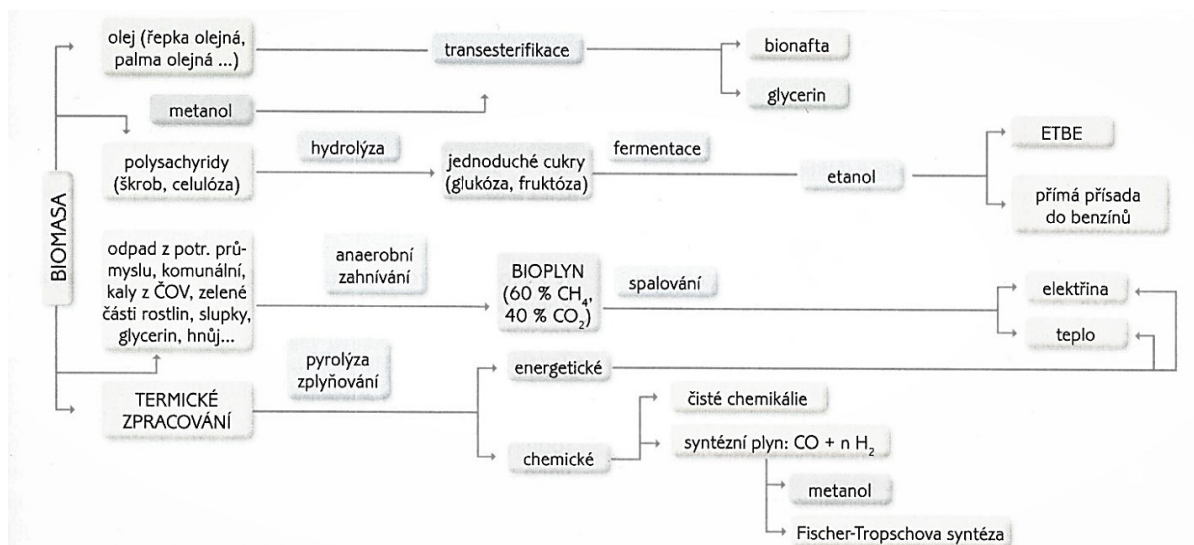 olej (řepka olejná,
palma olejná ...)
transesterifikace
bionafta
glycerin
metanol
BIOMASA
polysachyridy
(škrob, celulóza)
hydrolýza
jednoduché cukry
(glukóza, fruktóza)
fermentace
etanol
ETBE
přímá přísada
do benzínů
odpad z potr. prů-
myslu, komunální,
kaly z ČOV, zelené
části rostlin, slupky,
glycerin, hnůj...
anaerobní
zahnívání
BIOPLYN
(60 % CH₄,
40 % CO₂)
spalování
elektřina
teplo
TERMICKÉ
ZPRACOVÁNÍ
pyrolýza
zplyňování
energetické
chemické
čisté chemikálie
syntézní plyn: CO + n H₂
metanol
Fischer-Tropschova syntéza